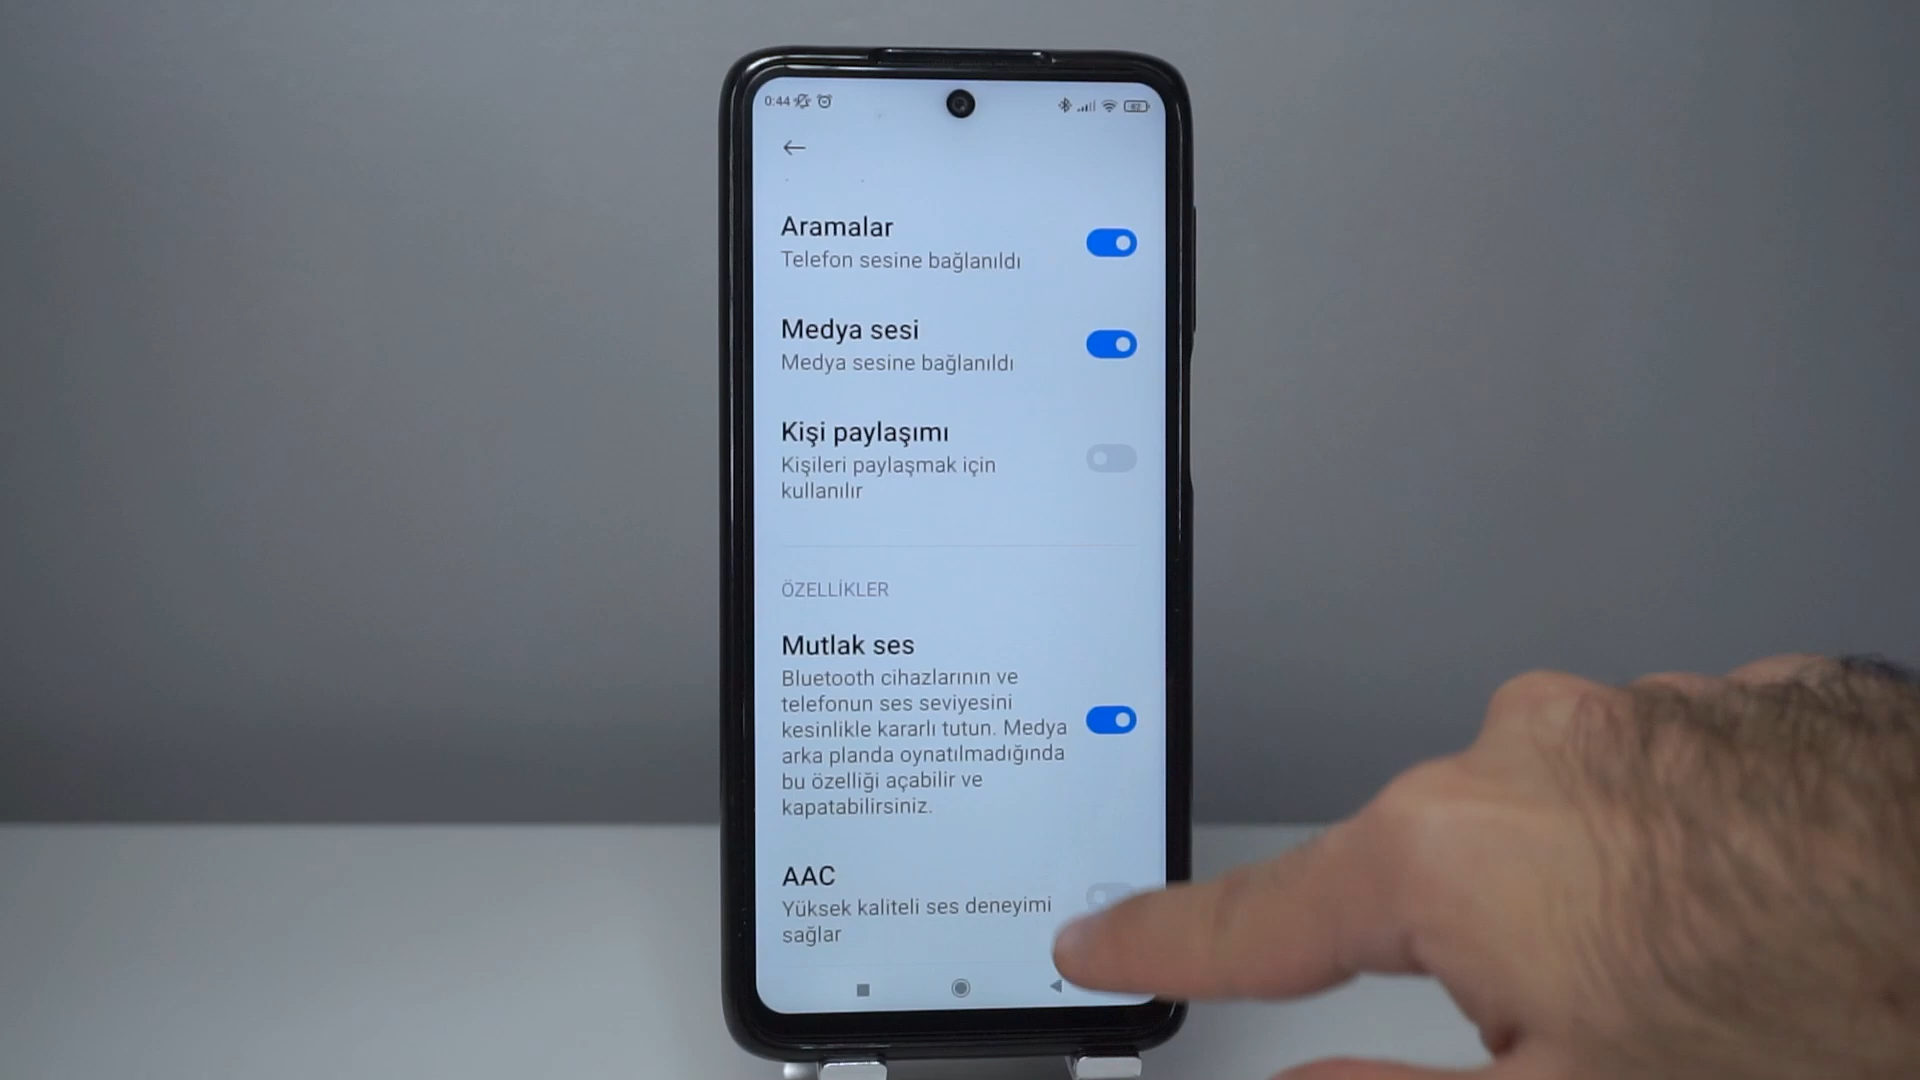 0:44
62
Aramalar
Telefon sesine bağlanıldı
Medya sesi
Medya sesine bağlanıldı
Kişi paylaşımı
Kişileri paylaşmak için
kullanılır
ÖZELLİKLER
Mutlak ses
Bluetooth cihazlarının ve
telefonun ses seviyesini
kesinlikle kararlı tutun. Medya
arka planda oynatılmadığında
bu özelliği açabilir ve
kapatabilirsiniz.
AAC
Yüksek kaliteli ses deneyimi
sağlar